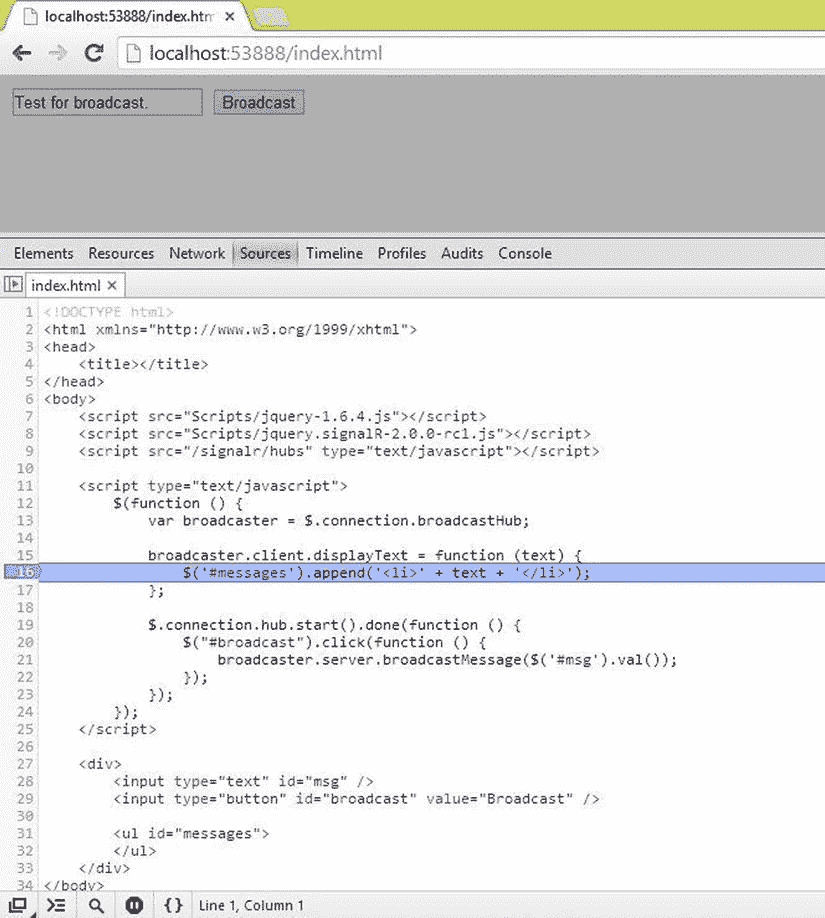 localhost:53888/index.htm
localhost:53888/index.html
Test for broadcast. Broadcast
Elements Resources Network Sources Timeline Profiles Audits Console
index.html
1 <!DOCTYPE html>
2 <html xmlns="http://www.w3.org/1999/xhtml">
3 <head>
4     <title></title>
5 </head>
6 <body>
7     <script src="Scripts/jquery-1.6.4.js"></script>
8     <script src="Scripts/jquery.signalR-2.0.0-rc1.js"></script>
9     <script src="/signalr/hubs" type="text/javascript"></script>
10
11     <script type="text/javascript">
12         $(function () {
13             var broadcaster = $.connection.broadcastHub;
14
15             broadcaster.client.displayText = function (text) {
16                 $('#messages').append('<li>' + text + '</li>');
17             };
18
19             $.connection.hub.start().done(function () {
20                 $("#broadcast").click(function () {
21                     broadcaster.server.broadcastMessage($('#msg').val());
22                 });
23             });
24         });
25     </script>
26
27     <div>
28         <input type="text" id="msg" />
29         <input type="button" id="broadcast" value="Broadcast" />
30
31         <ul id="messages">
32         </ul>
33     </div>
34 </body>
{} Line 1, Column 1